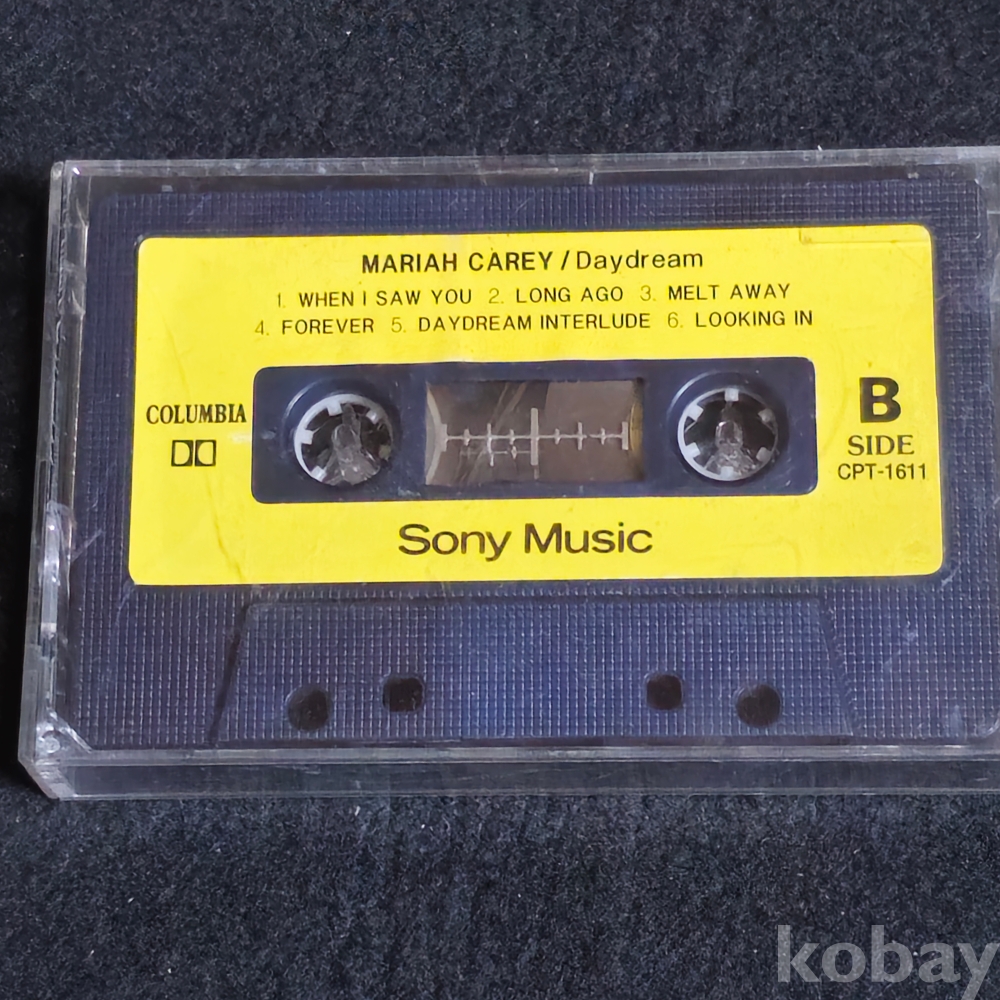 MARIAH CAREY / Daydream
1. WHEN I SAW YOU 2. LONG AGO 3. MELT AWAY
4. FOREVER 5. DAYDREAM INTERLUDE 6. LOOKING IN
COLUMBIA
B
SIDE
CPT-1611
Sony Music
kobay